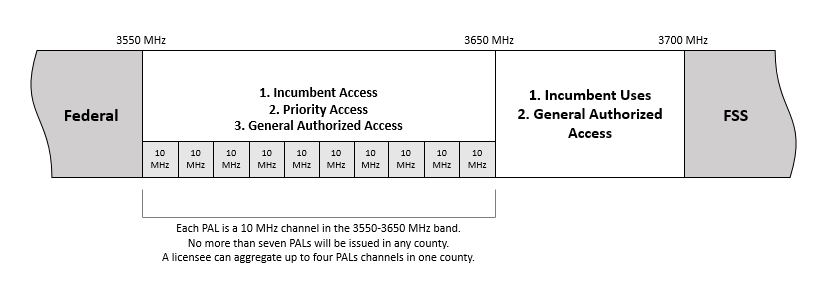 3550 MHz
3650 MHz
3700 MHz
Federal
1. Incumbent Access
2. Priority Access
3. General Authorized Access
1. Incumbent Uses
2. General Authorized
Access
FSS
10
MHz
10
MHz
10
MHz
10
MHz
10
MHz
10
MHz
10
MHz
10
MHz
10
MHz
10
MHz
Each PAL is a 10 MHz channel in the 3550-3650 MHz band.
No more than seven PALs will be issued in any county.
A licensee can aggregate up to four PALs channels in one county.